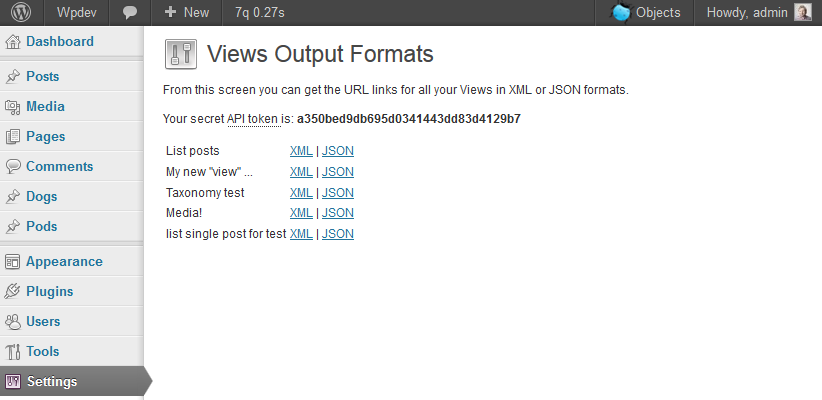 Wpdev + New 7q 0.27s Objects Howdy, admin
Dashboard
Posts
Media
Pages
Comments
Dogs
Pods
Appearance
Plugins
Users
Tools
Settings
Views Output Formats
From this screen you can get the URL links for all your Views in XML or JSON formats.
Your secret API token is: a350bed9db695d0341443dd83d4129b7
List posts XML | JSON
My new "view" ... XML | JSON
Taxonomy test XML | JSON
Media! XML | JSON
list single post for test XML | JSON